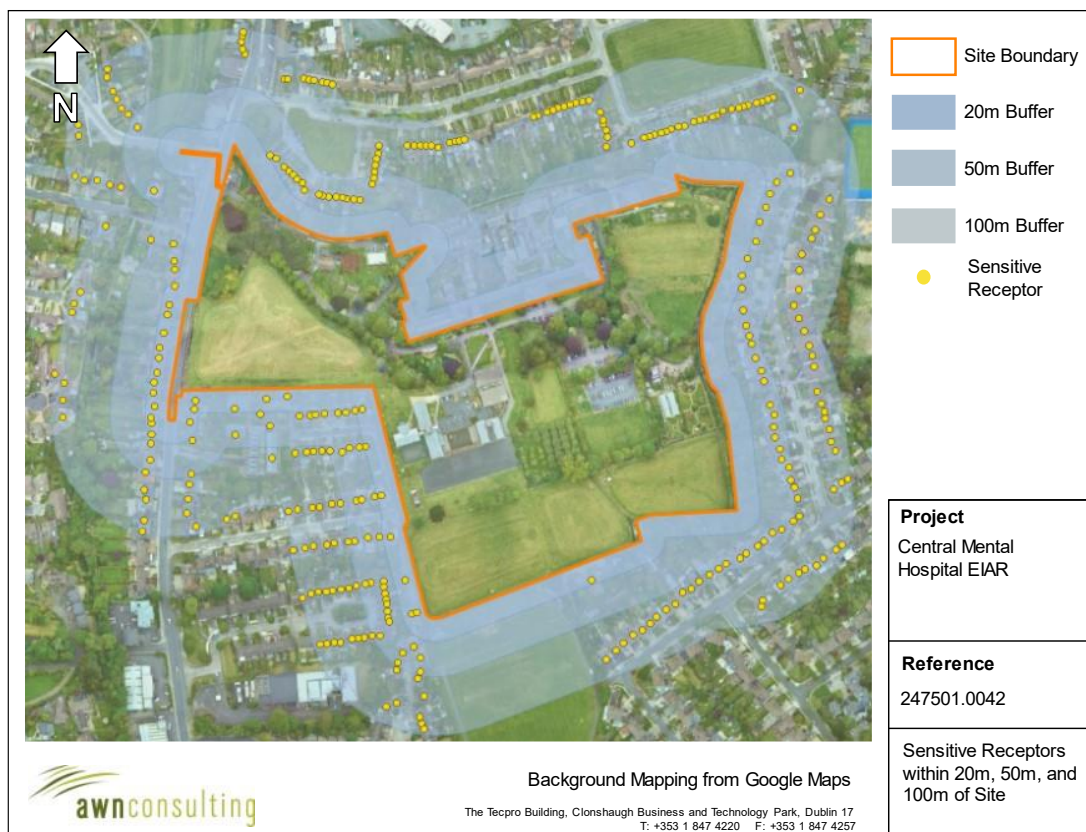 N
Site Boundary
20m Buffer
50m Buffer
100m Buffer
Sensitive
Receptor
Project
Central Mental
Hospital EIAR
Reference
247501.0042
Sensitive Receptors
within 20m, 50m, and
100m of Site
awnconsulting
Background Mapping from Google Maps
The Tecpro Building, Clonshaugh Business and Technology Park, Dublin 17
T: +353 1 847 4220 F: +353 1 847 4257